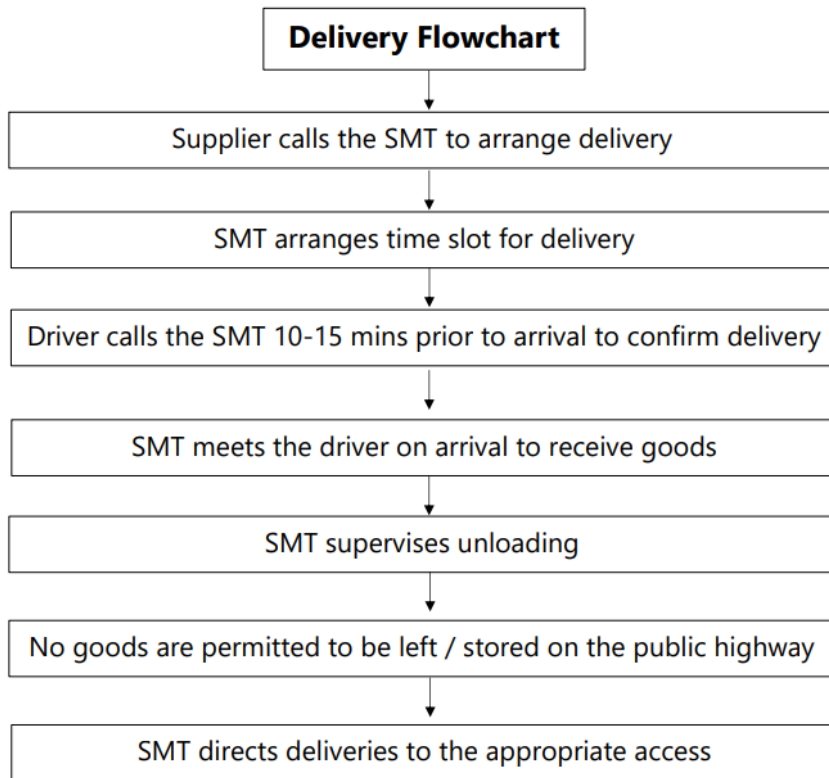 Delivery Flowchart
Supplier calls the SMT to arrange delivery
SMT arranges time slot for delivery
Driver calls the SMT 10-15 mins prior to arrival to confirm delivery
SMT meets the driver on arrival to receive goods
SMT supervises unloading
No goods are permitted to be left / stored on the public highway
SMT directs deliveries to the appropriate access